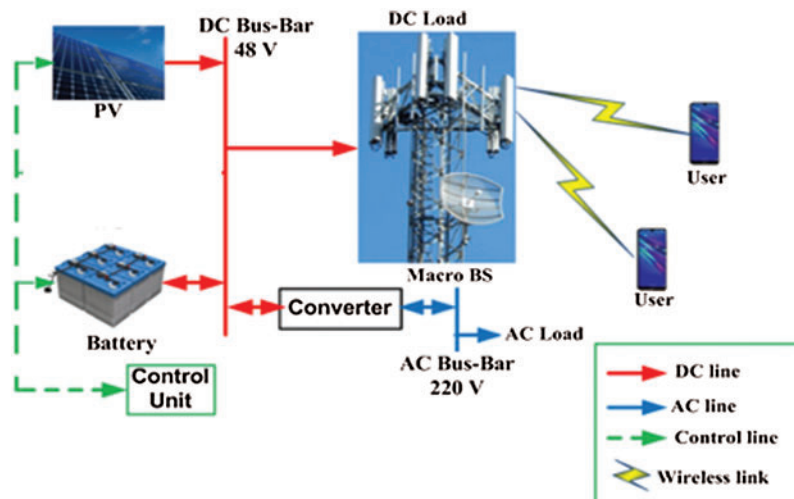 DC Bus-Bar
48 V
DC Load
PV
User
Macro BS
User
Battery
Converter
AC Load
AC Bus-Bar
220 V
Control
Unit
DC line
AC line
Control line
Wireless link